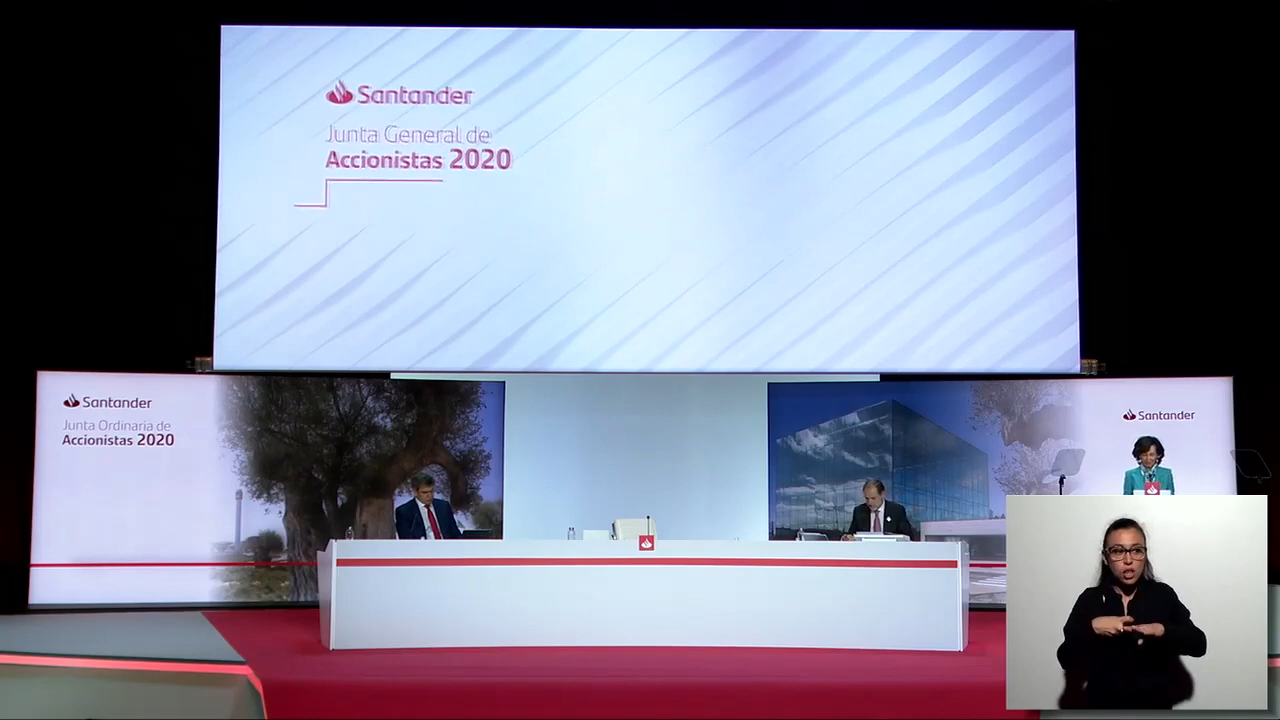 Santander
Junta General de
Accionistas 2020
Santander
Junta Ordinaria de
Accionistas 2020
Santander